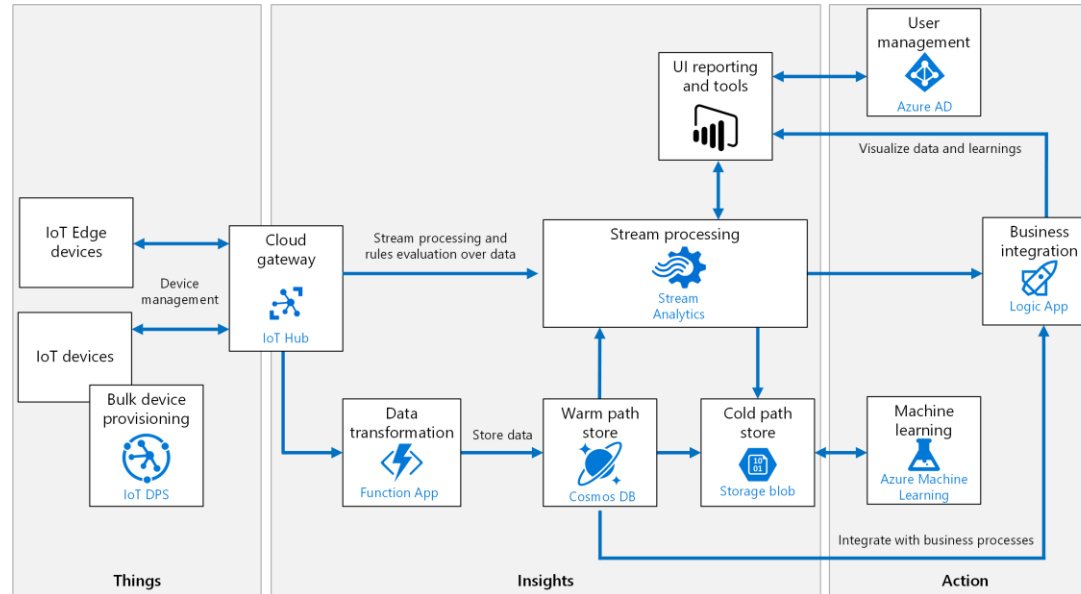 User
management
Azure AD
UI reporting
and tools
Visualize data and learnings
IoT Edge
devices
Cloud
gateway
IoT Hub
Stream processing and
rules evaluation over data
Stream processing
Stream
Analytics
Business
integration
Logic App
Device
management
IoT devices
Bulk device
provisioning
IoT DPS
Data
transformation
Function App
Store data
Warm path
store
Cosmos DB
Cold path
store
10
01
Storage blob
Machine
learning
Azure Machine
Learning
Integrate with business processes
Things
Insights
Action